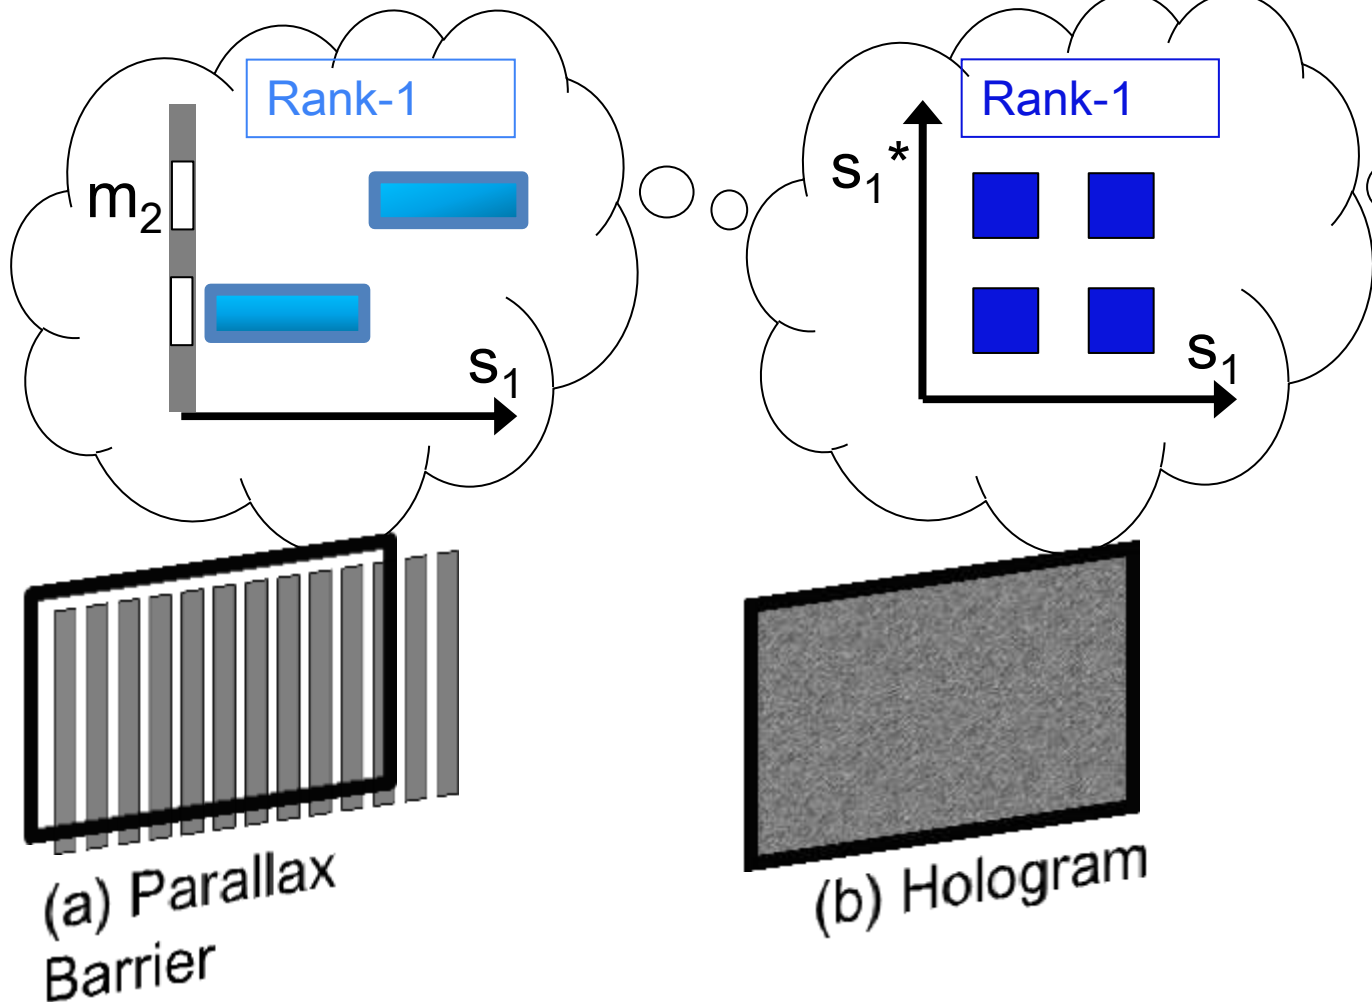 Rank-1
m2
s1
(a) Parallax
Barrier
Rank-1
s1*
s1
(b) Hologram